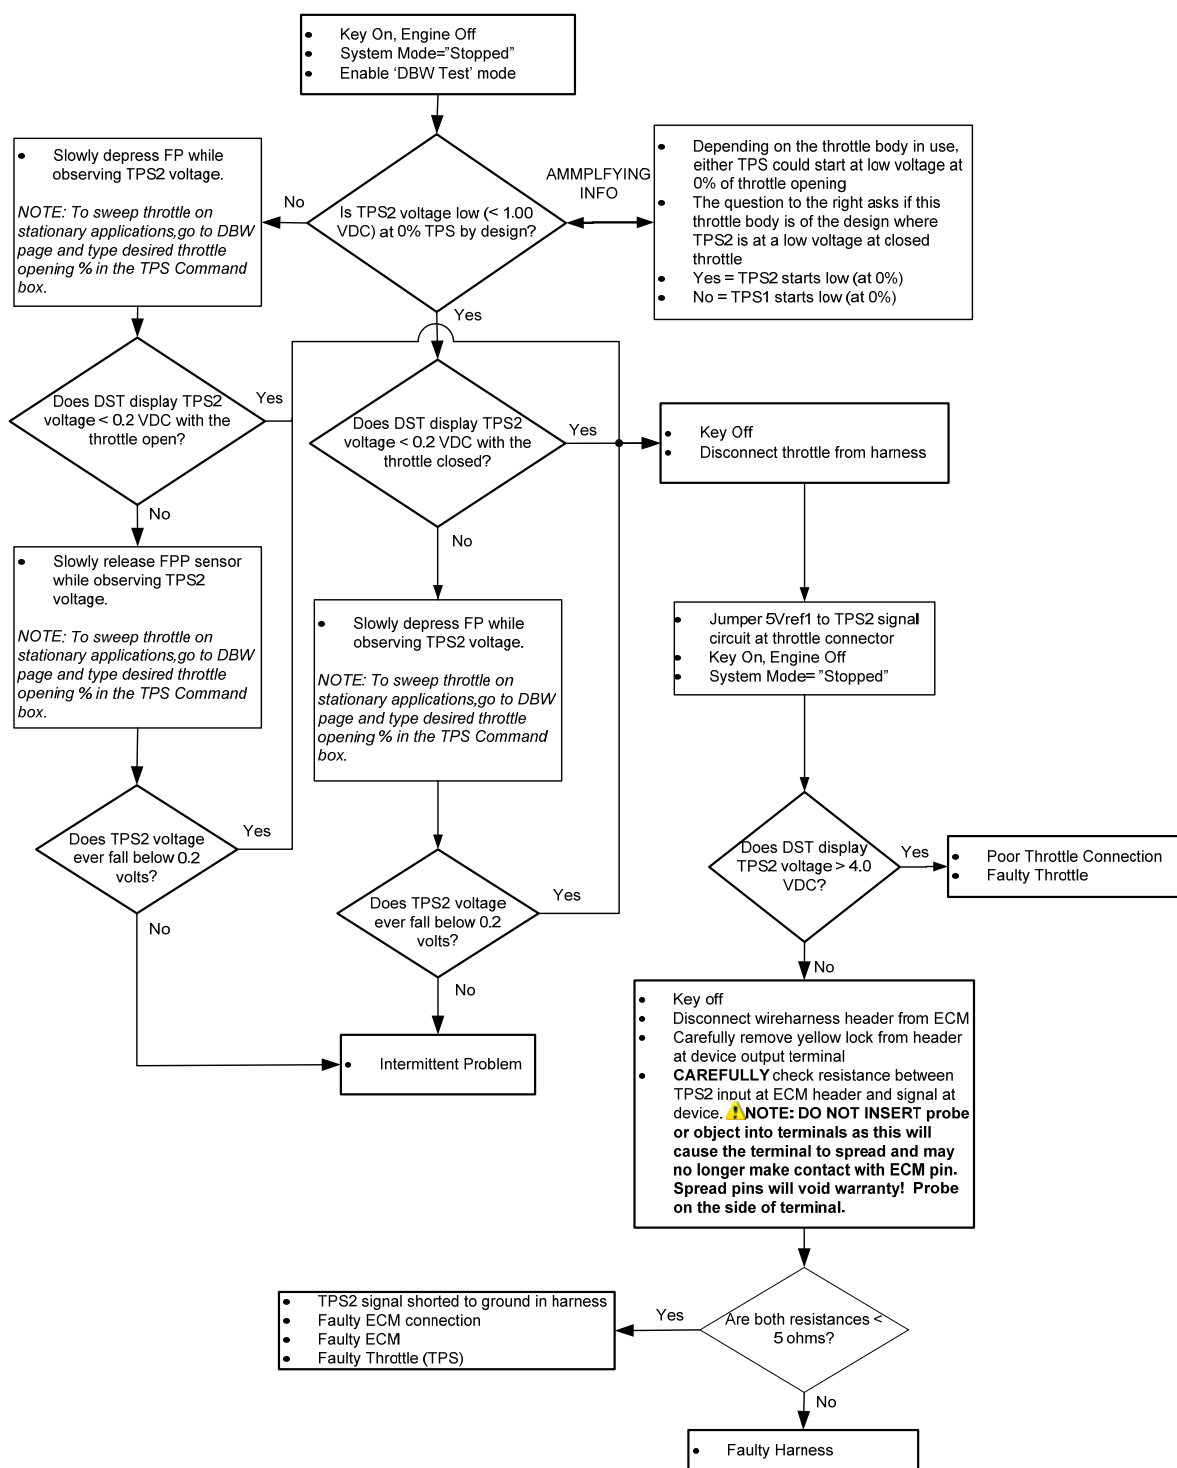 • Key On, Engine Off
• System Mode="Stopped"
• Enable 'DBW Test' mode
• Slowly depress FP while
observing TPS2 voltage.
NOTE: To sweep throttle on
stationary applications,go to DBW
page and type desired throttle
opening % in the TPS Command
box.
No
Is TPS2 voltage low (< 1.00
VDC) at 0% TPS by design?
AMMPLFYING
INFO
• Depending on the throttle body in use,
either TPS could start at low voltage at
0% of throttle opening
• The question to the right asks if this
throttle body is of the design where
TPS2 is at a low voltage at closed
throttle
• Yes = TPS2 starts low (at 0%)
• No = TPS1 starts low (at 0%)
Yes
Does DST display TPS2
voltage < 0.2 VDC with the
throttle open?
Yes
Does DST display TPS2
voltage < 0.2 VDC with the
throttle closed?
Yes
• Key Off
• Disconnect throttle from harness
No
No
• Slowly release FPP sensor
while observing TPS2
voltage.
NOTE: To sweep throttle on
stationary applications,go to DBW
page and type desired throttle
opening % in the TPS Command
box.
• Slowly depress FP while
observing TPS2 voltage.
NOTE: To sweep throttle on
stationary applications,go to DBW
page and type desired throttle
opening % in the TPS Command
box.
• Jumper 5Vref1 to TPS2 signal
circuit at throttle connector
• Key On, Engine Off
• System Mode= "Stopped"
Does TPS2 voltage
ever fall below 0.2
volts?
Yes
No
Does TPS2 voltage
ever fall below 0.2
volts?
Yes
No
Does DST display
TPS2 voltage > 4.0
VDC?
Yes
• Poor Throttle Connection
• Faulty Throttle
No
• Intermittent Problem
• Key off
• Disconnect wireharness header from ECM
• Carefully remove yellow lock from header
at device output terminal
• CAREFULLY check resistance between
TPS2 input at ECM header and signal at
device. NOTE: DO NOT INSERT probe
or object into terminals as this will
cause the terminal to spread and may
no longer make contact with ECM pin.
Spread pins will void warranty! Probe
on the side of terminal.
Are both resistances <
5 ohms?
Yes
• TPS2 signal shorted to ground in harness
• Faulty ECM connection
• Faulty ECM
• Faulty Throttle (TPS)
No
• Faulty Harness